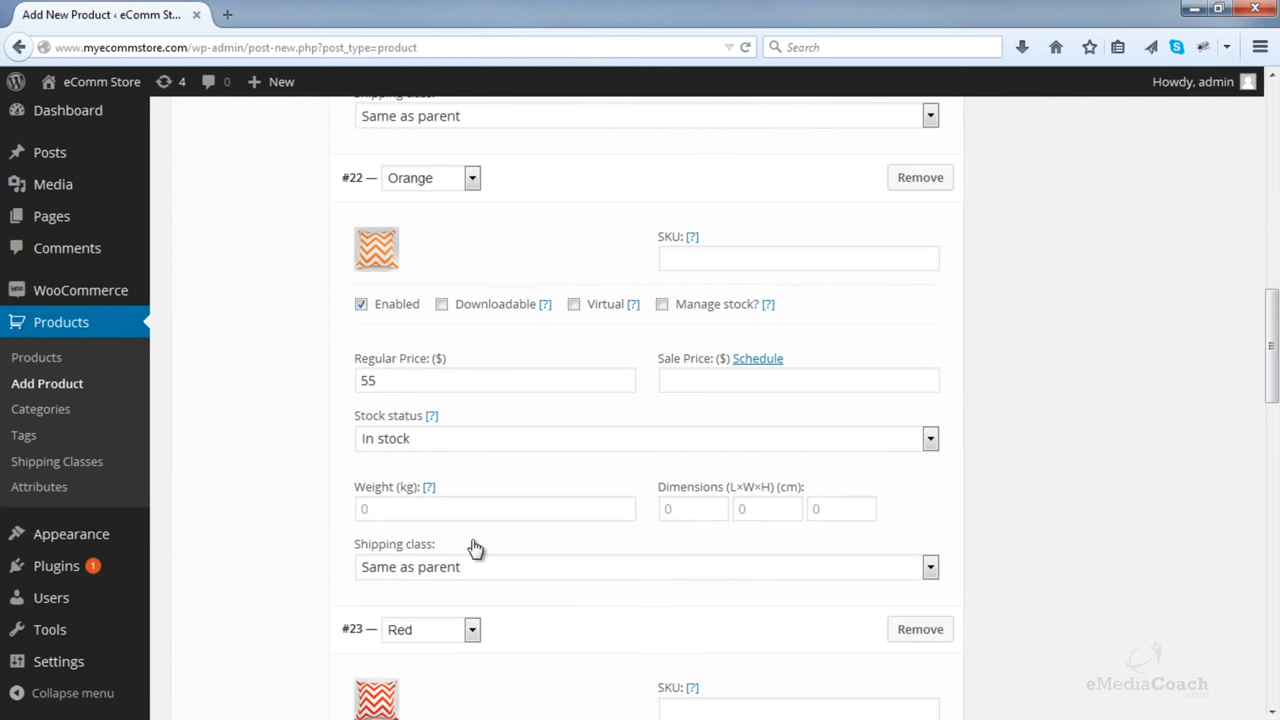 Add New Product ‹ eComm St...
www.myecommstore.com/wp-admin/post-new.php?post_type=product
Search
eComm Store 4 0 New
Howdy, admin
Dashboard
Posts
Media
Pages
Comments
WooCommerce
Products
Products
Add Product
Categories
Tags
Shipping Classes
Attributes
Appearance
Plugins 1
Users
Tools
Settings
Collapse menu
Shipping class:
Same as parent
#22 — Orange Remove
SKU: [?]
Enabled Downloadable [?] Virtual [?] Manage stock? [?]
Regular Price: ($) Sale Price: ($) Schedule
55
Stock status [?]
In stock
Weight (kg): [?] Dimensions (L×W×H) (cm):
0 0 0 0
Shipping class:
Same as parent
#23 — Red Remove
SKU: [?]
eMediaCoach
.com